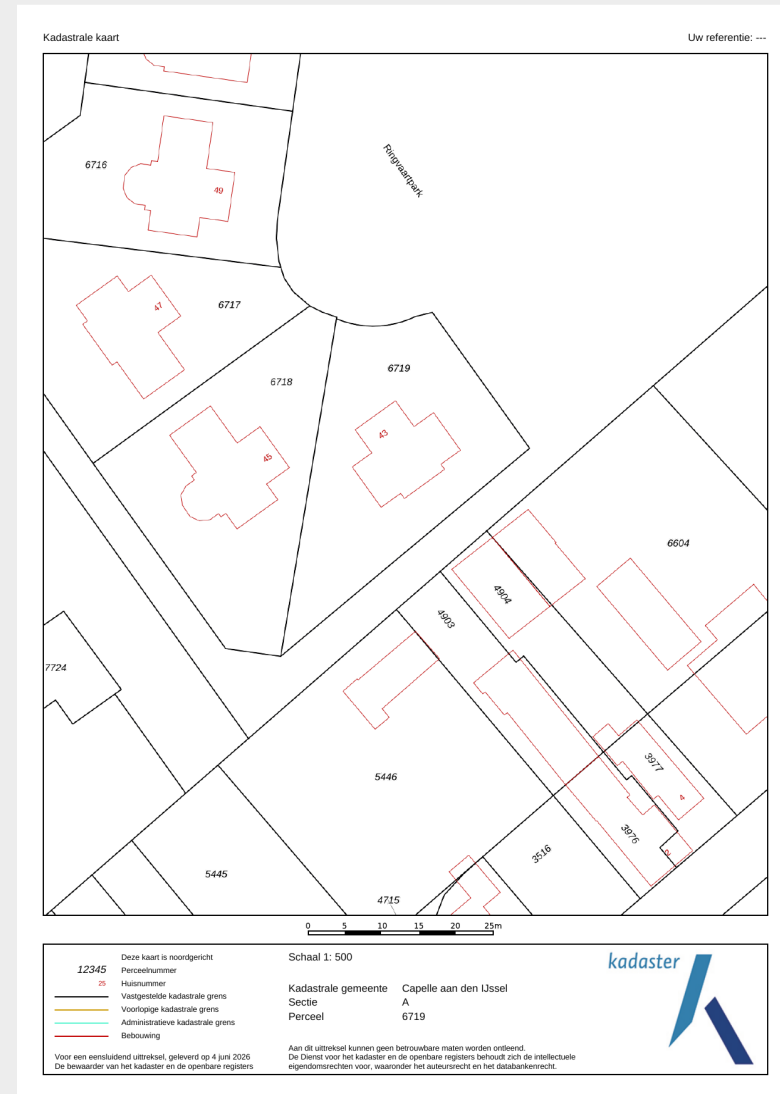 Kadastrale kaart
Uw referentie: ---
Ringvaartpark
6716
49
47
6717
6718
6719
43
45
6604
4904
4903
7724
5446
3977
4
3976
2
3516
5445
4715
0 5 10 15 20 25m
12345
25
Deze kaart is noordgericht
Perceelnummer
Huisnummer
Vastgestelde kadastrale grens
Voorlopige kadastrale grens
Administratieve kadastrale grens
Bebouwing
Voor een eensluidend uittreksel, geleverd op 4 juni 2026
De bewaarder van het kadaster en de openbare registers
Schaal 1: 500
Kadastrale gemeente Capelle aan den IJssel
Sectie A
Perceel 6719
Aan dit uittreksel kunnen geen betrouwbare maten worden ontleend.
De Dienst voor het kadaster en de openbare registers behoudt zich de intellectuele
eigendomsrechten voor, waaronder het auteursrecht en het databankenrecht.
kadaster